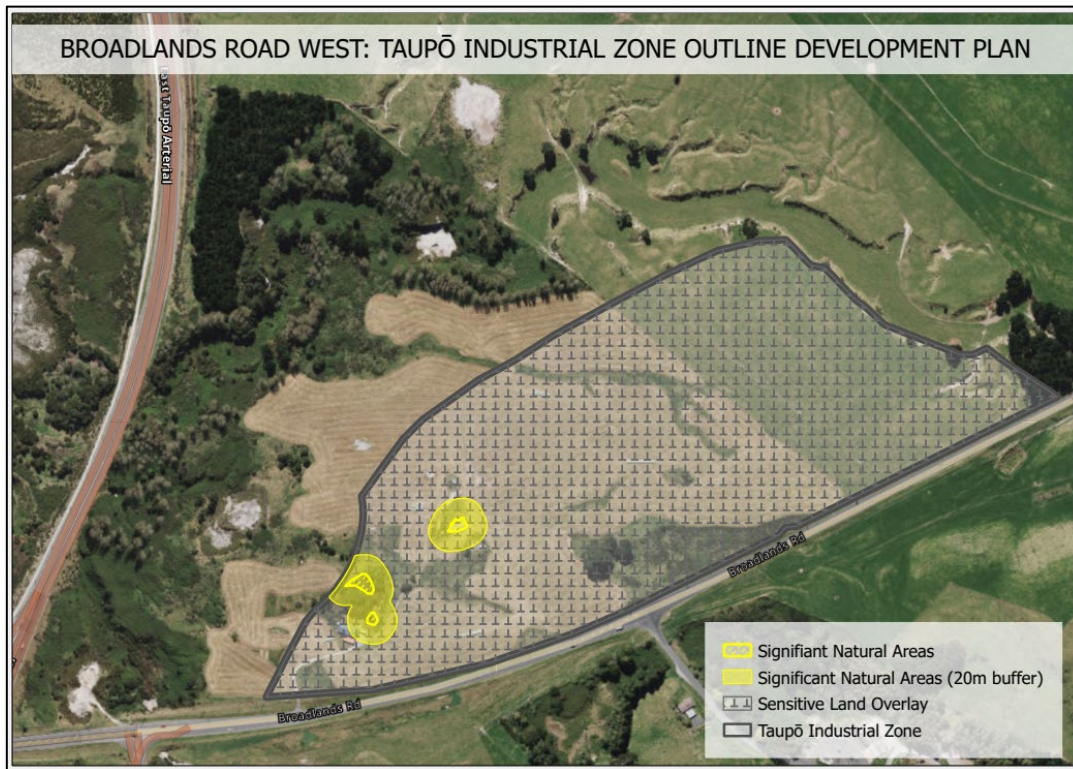 BROADLANDS ROAD WEST: TAUPŌ INDUSTRIAL ZONE OUTLINE DEVELOPMENT PLAN
East Taupō Arterial
Broadlands Rd
Broadlands Rd
Signifiant Natural Areas
Significant Natural Areas (20m buffer)
Sensitive Land Overlay
Taupō Industrial Zone